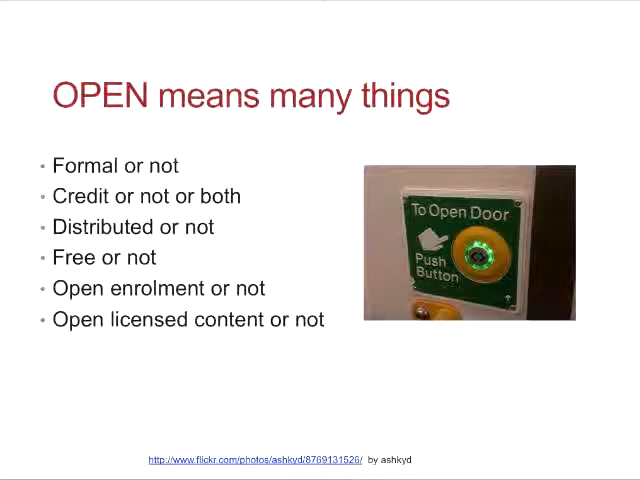 OPEN means many things
Formal or not
Credit or not or both
Distributed or not
Free or not
Open enrolment or not
Open licensed content or not
To Open Door
Push
Button
http://www.flickr.com/photos/ashkyd/8769131526/ by ashkyd